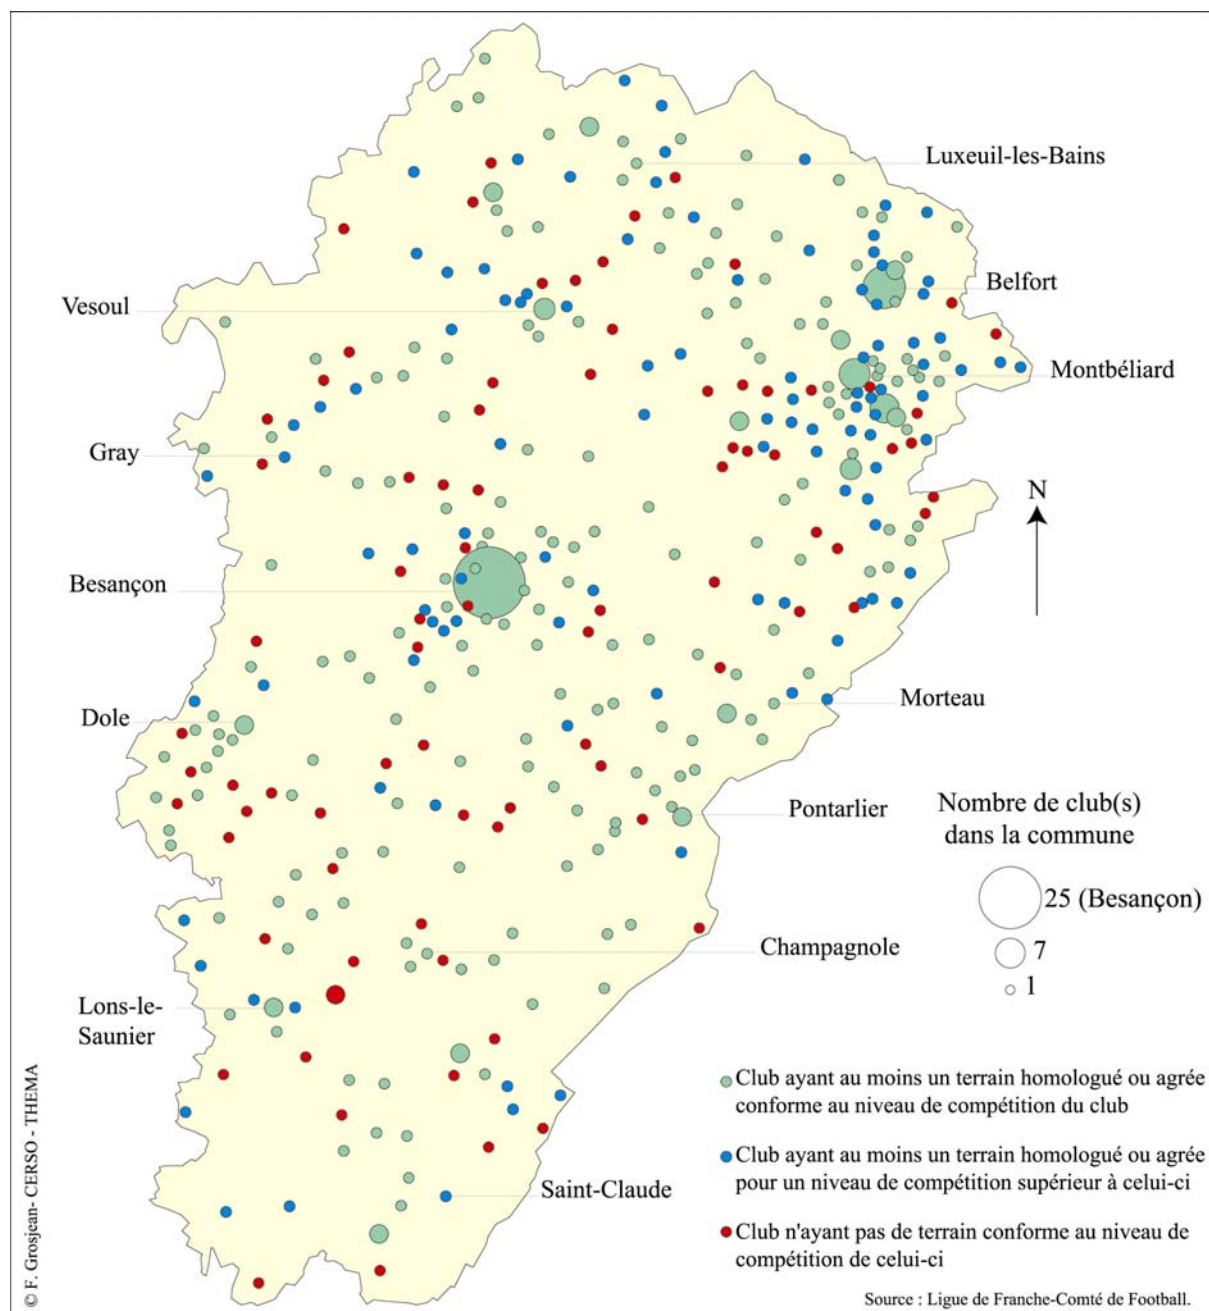 Luxeuil-les-Bains
Belfort
Vesoul
Montbéliard
Gray
N
Besançon
Morteau
Dole
Pontarlier
Nombre de club(s)
dans la commune
25 (Besançon)
7
1
Champagnole
Lons-le-
Saunier
Club ayant au moins un terrain homologué ou agrée
conforme au niveau de compétition du club
Club ayant au moins un terrain homologué ou agrée
pour un niveau de compétition supérieur à celui-ci
Saint-Claude
Club n'ayant pas de terrain conforme au niveau de
compétition de celui-ci
Source : Ligue de Franche-Comté de Football.
© F. Grosjean- CERSO - THEMA